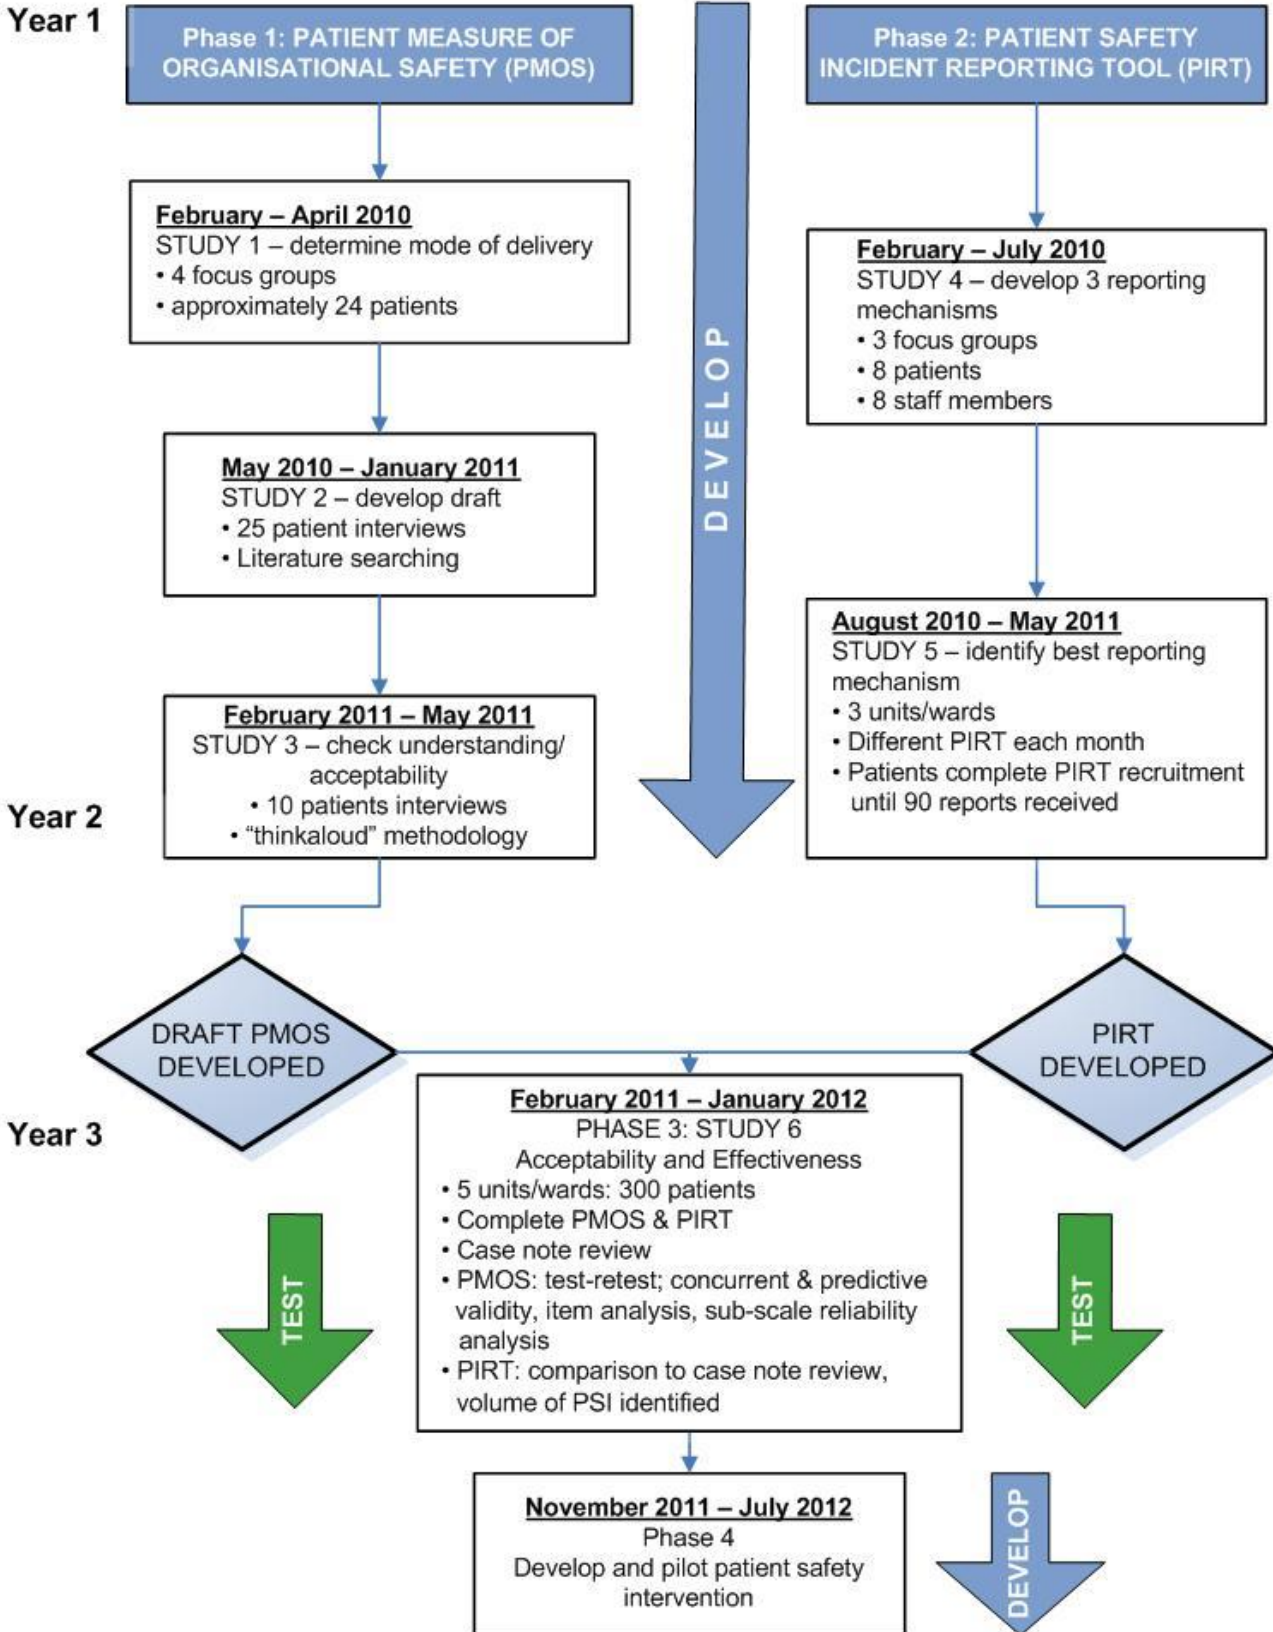 Year 1
Phase 1: PATIENT MEASURE OF
ORGANISATIONAL SAFETY (PMOS)
Phase 2: PATIENT SAFETY
INCIDENT REPORTING TOOL (PIRT)
February – April 2010
STUDY 1 – determine mode of delivery
• 4 focus groups
• approximately 24 patients
February – July 2010
STUDY 4 – develop 3 reporting
mechanisms
• 3 focus groups
• 8 patients
• 8 staff members
DEVELOP
May 2010 – January 2011
STUDY 2 – develop draft
• 25 patient interviews
• Literature searching
August 2010 – May 2011
STUDY 5 – identify best reporting
mechanism
• 3 units/wards
• Different PIRT each month
• Patients complete PIRT recruitment
until 90 reports received
February 2011 – May 2011
STUDY 3 – check understanding/
acceptability
• 10 patients interviews
• “thinkaloud” methodology
Year 2
DRAFT PMOS
DEVELOPED
PIRT
DEVELOPED
Year 3
February 2011 – January 2012
PHASE 3: STUDY 6
Acceptability and Effectiveness
• 5 units/wards: 300 patients
• Complete PMOS & PIRT
• Case note review
• PMOS: test-retest; concurrent & predictive
validity, item analysis, sub-scale reliability
analysis
• PIRT: comparison to case note review,
volume of PSI identified
TEST
TEST
November 2011 – July 2012
Phase 4
Develop and pilot patient safety
intervention
DEVELOP